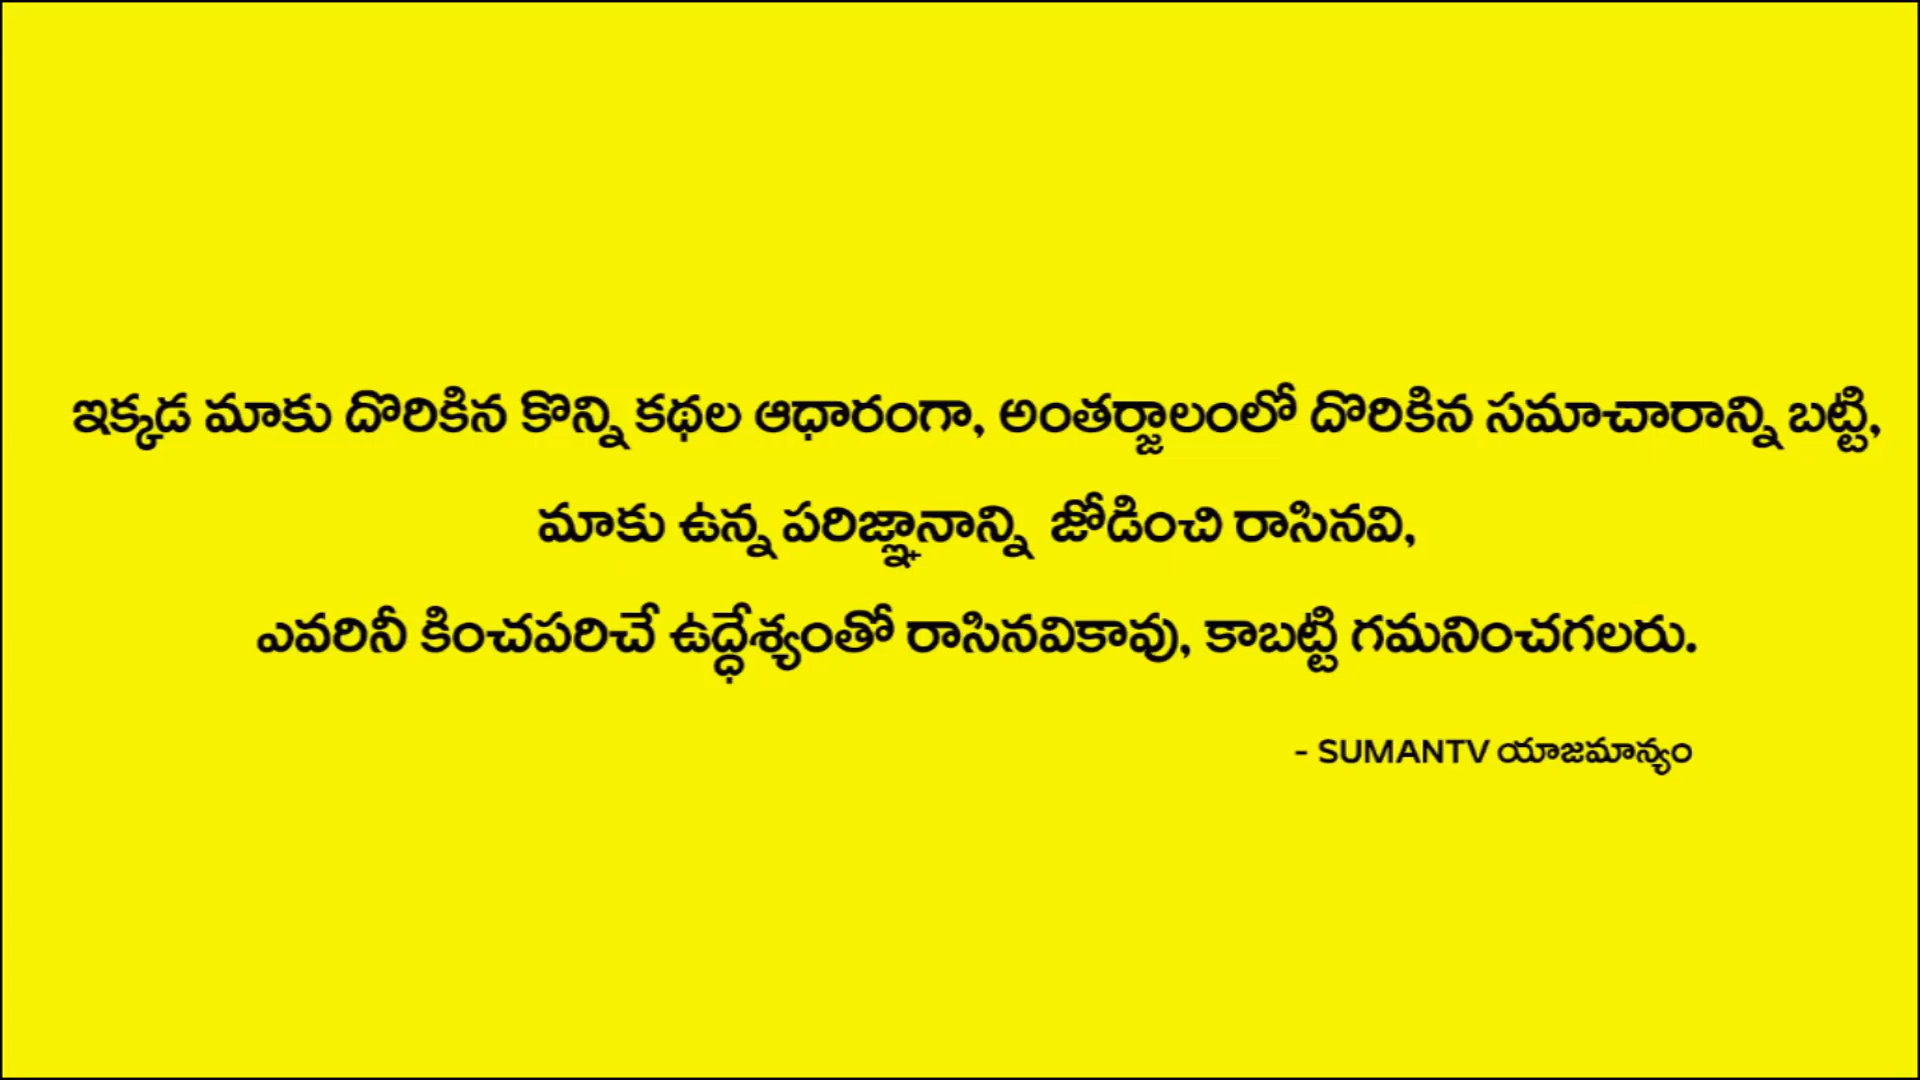 ఇక్కడ మాకు దొరికిన కొన్ని కథల ఆధారంగా, అంతర్జాలంలో దొరికిన సమాచారాన్ని బట్టి,
మాకు ఉన్న పరిజ్ఞానాన్ని జోడించి రాసినవి,
ఎవరినీ కించపరిచే ఉద్ధేశ్యంతో రాసినవికావు, కాబట్టి గమనించగలరు.
- SUMANTV యాజమాన్యం